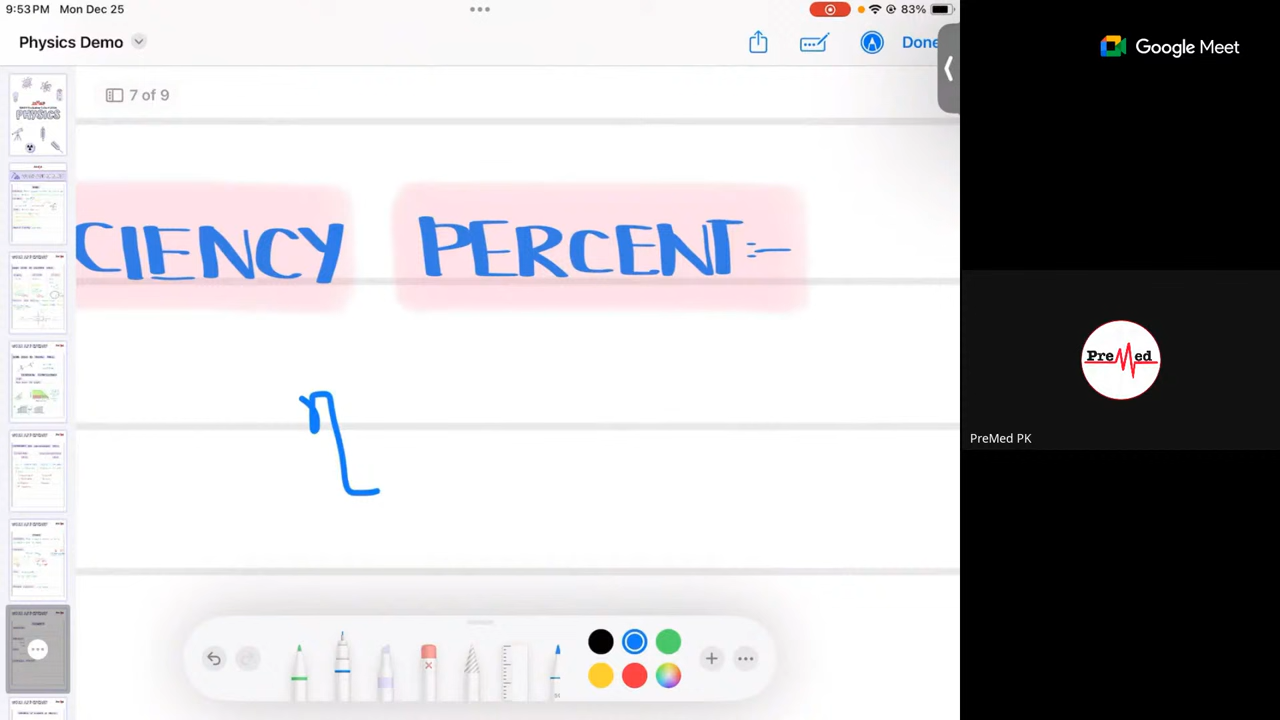 9:53 PM Mon Dec 25
83%
Physics Demo
Done
Google Meet
7 of 9
PHYSICS
CIENCY PERCENT:-
η
PreMed
PreMed PK